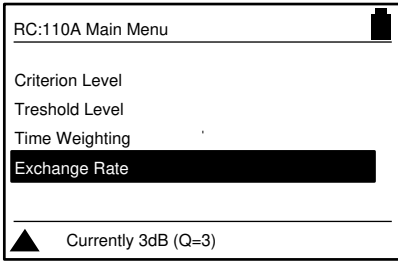 RC:110A Main Menu
Criterion Level
Treshold Level
Time Weighting
Exchange Rate
Currently 3dB (Q=3)